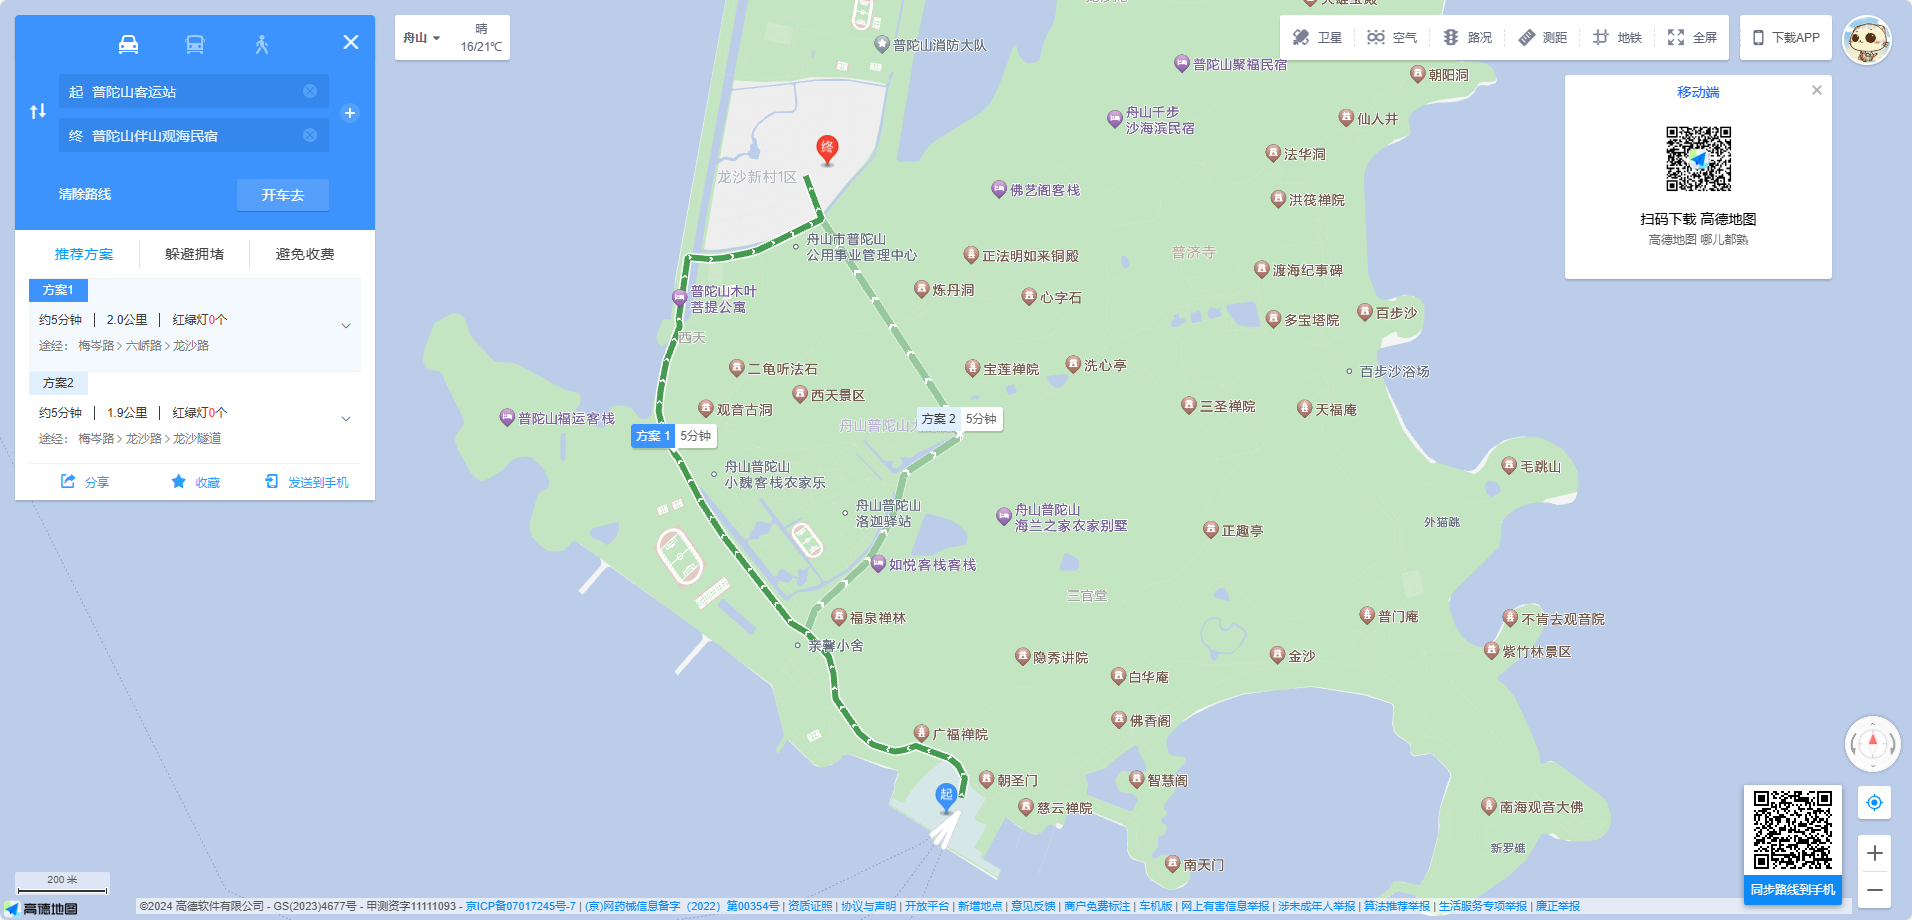 起 普陀山客运站
终 普陀山伴山观海民宿
清除路线
开车去
推荐方案
躲避拥堵
避免收费
方案1
约5分钟 | 2.0公里 | 红绿灯0个
途经： 梅岑路 > 六峤路 > 龙沙路
方案2
约5分钟 | 1.9公里 | 红绿灯0个
途经： 梅岑路 > 龙沙路 > 龙沙隧道
分享
收藏
发送到手机
舟山
晴
16/21℃
卫星
空气
路况
测距
地铁
全屏
下载APP
移动端
扫码下载 高德地图
高德地图 哪儿都熟
普陀山消防大队
普陀山聚福民宿
朝阳洞
舟山千步
沙海滨民宿
仙人井
终
法华洞
龙沙新村1区
佛艺阁客栈
洪筏禅院
舟山市普陀山
公用事业管理中心
正法明如来铜殿
普济寺
渡海纪事碑
普陀山木叶
菩提公寓
炼丹洞
心字石
多宝塔院
百步沙
西天
二龟听法石
宝莲禅院
洗心亭
百步沙浴场
西天景区
观音古洞
三圣禅院
天福庵
普陀山福运客栈
方案 2 5分钟
方案 1 5分钟
舟山普陀山
小魏客栈农家乐
毛跳山
舟山普陀山
洛迦驿站
舟山普陀山
海兰之家农家别墅
外猫跳
正趣亭
如悦客栈客栈
三官堂
福泉禅林
普门庵
不肯去观音院
亲馨小舍
隐秀讲院
金沙
紫竹林景区
白华庵
佛香阁
广福禅院
朝圣门
智慧阁
起
慈云禅院
南海观音大佛
新罗礁
南天门
同步路线到手机
200 米
高德地图
©2024 高德软件有限公司 - GS(2023)4677号 - 甲测资字11111093 - 京ICP备07017245号-7 | (京)网药械信息备字（2022）第00354号 | 资质证照 | 协议与声明 | 开放平台 | 新增地点 | 意见反馈 | 商户免费标注 | 车机版 | 网上有害信息举报 | 涉未成年人举报 | 算法推荐举报 | 生活服务专项举报 | 廉正举报